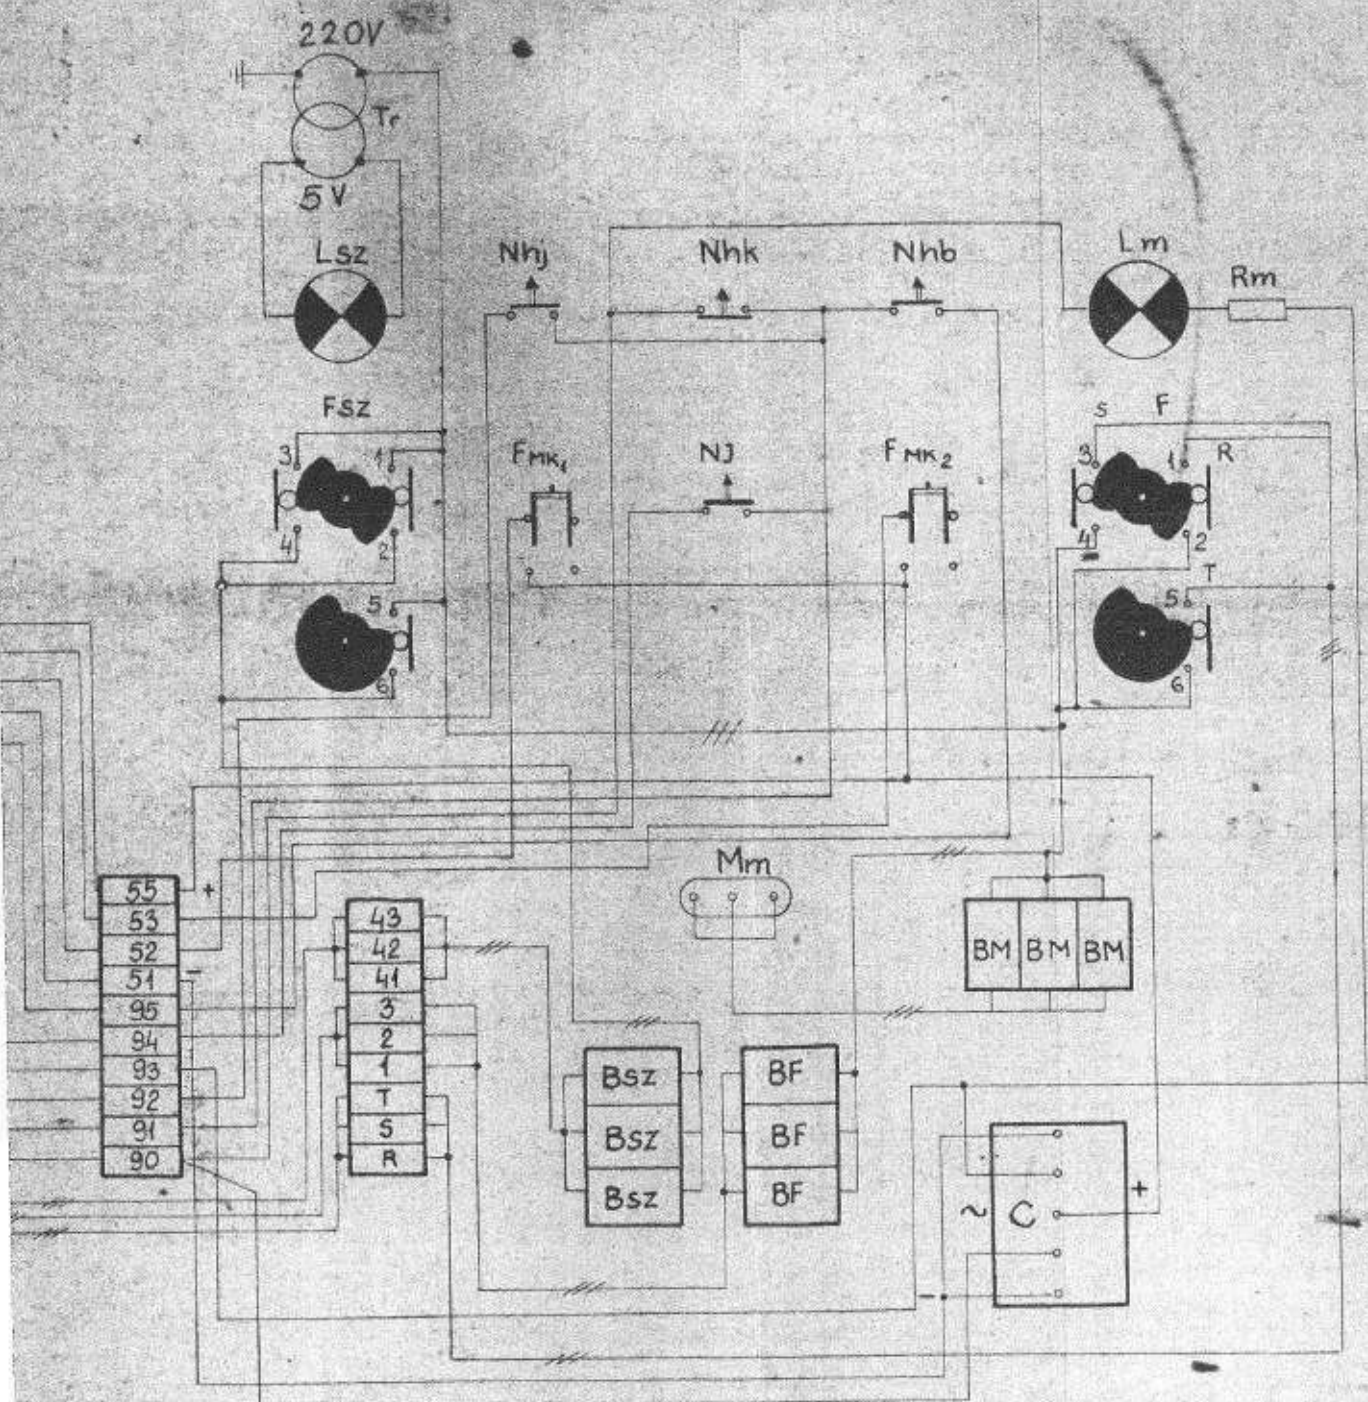 220V
Tr
5V
Lsz
Nhj
Nhk
Nhb
Lm
Rm
Fsz
3
1
4
2
5
6
FMK1
NJ
FMK2
S
F
3
1
R
4
2
T
5
6
Mm
55
+
53
52
51
-
95
94
93
92
91
90
43
42
41
3
2
1
T
S
R
BM BM BM
Bsz
Bsz
Bsz
BF
BF
BF
~
C
+
-